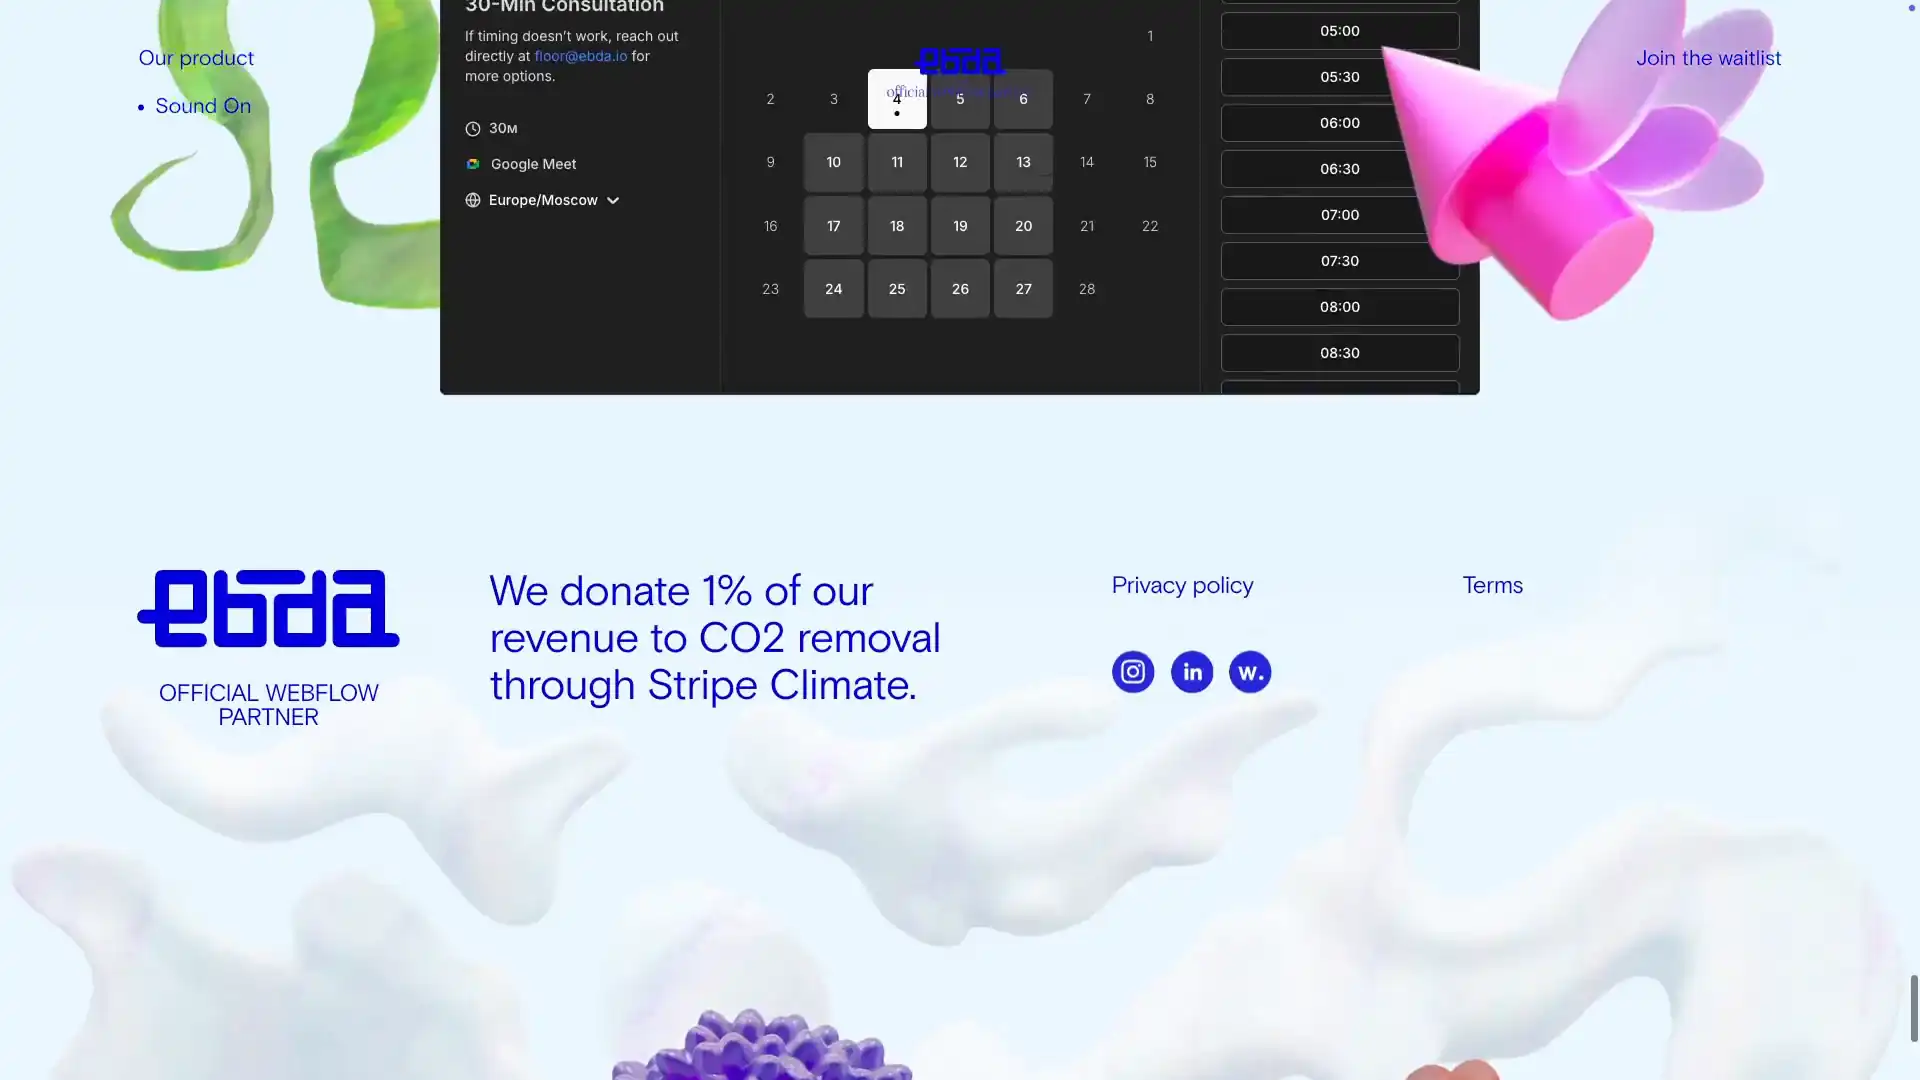 30-Min Consultation
If timing doesn't work, reach out
directly at floor@ebda.io for
more options.
30м
Google Meet
Europe/Moscow
Our product
Sound On
ebda
Join the waitlist
1
2 3 4 5 6 7 8
9 10 11 12 13 14 15
16 17 18 19 20 21 22
23 24 25 26 27 28
05:00
05:30
06:00
06:30
07:00
07:30
08:00
08:30
ebda
OFFICIAL WEBFLOW
PARTNER
We donate 1% of our
revenue to CO2 removal
through Stripe Climate.
Privacy policy
Terms
in
w.